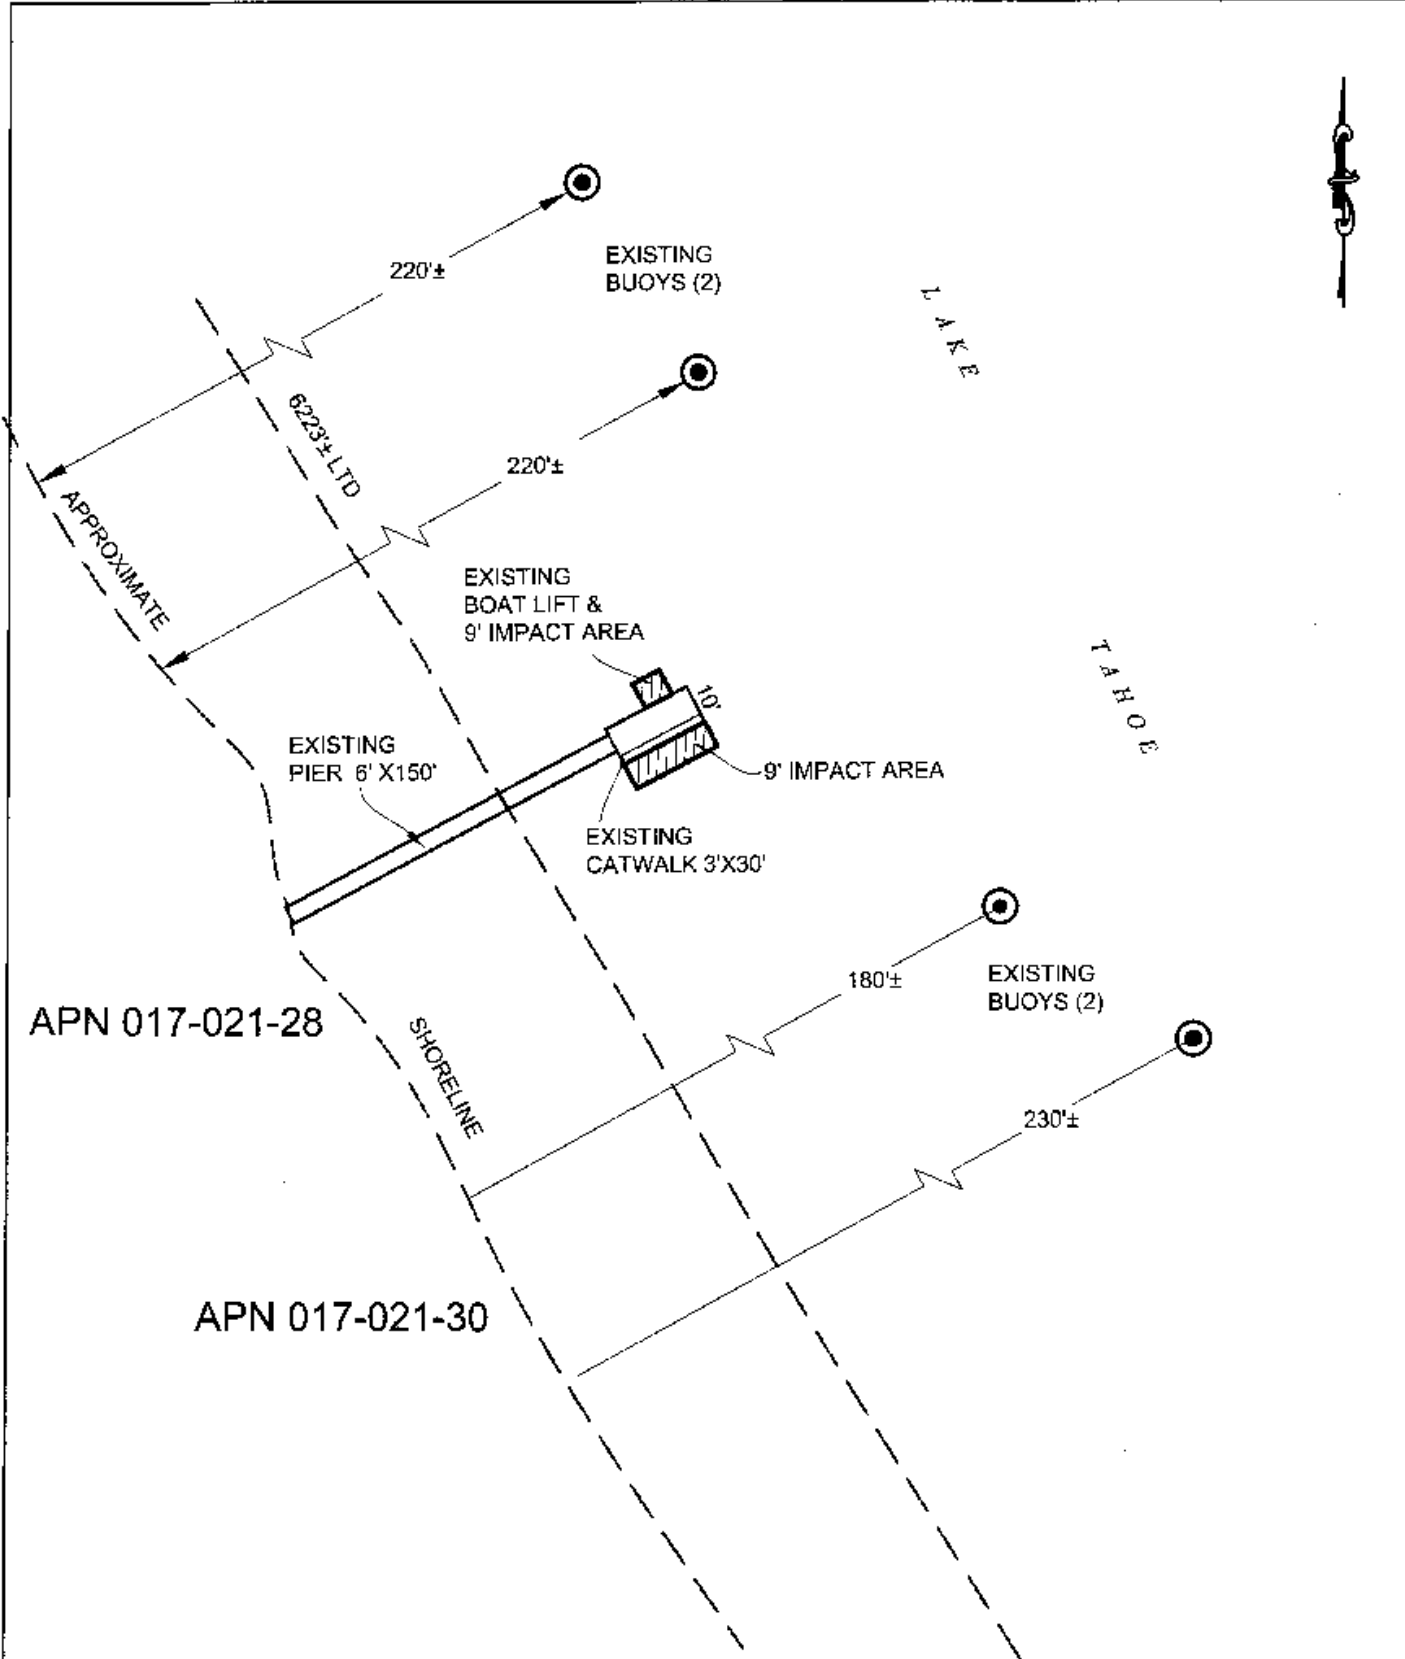 220'±
EXISTING
BUOYS (2)
LAKE
6223'± LTD
220'±
APPROXIMATE
EXISTING
BOAT LIFT &
9' IMPACT AREA
TAHOE
10'
EXISTING
PIER 6' X150'
9' IMPACT AREA
EXISTING
CATWALK 3'X30'
180'±
EXISTING
BUOYS (2)
APN 017-021-28
SHORELINE
230'±
APN 017-021-30